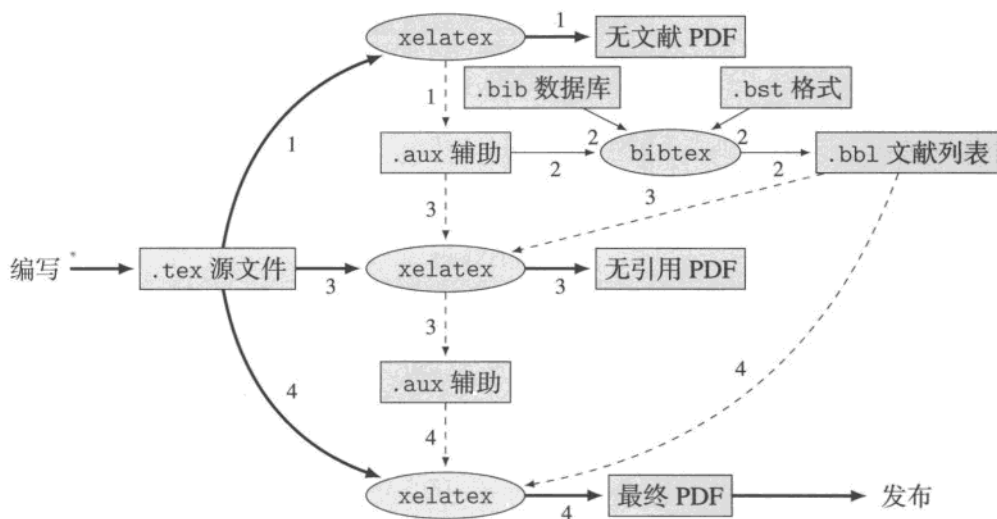 xelatex 1 无文献 PDF
1 .bib 数据库 .bst 格式
1 .aux 辅助 2 2 bibtex 2 2 .bbl 文献列表
3 3
编写 .tex 源文件 3 xelatex 3 无引用 PDF
3
.aux 辅助
4 4 4
xelatex 4 最终 PDF 发布